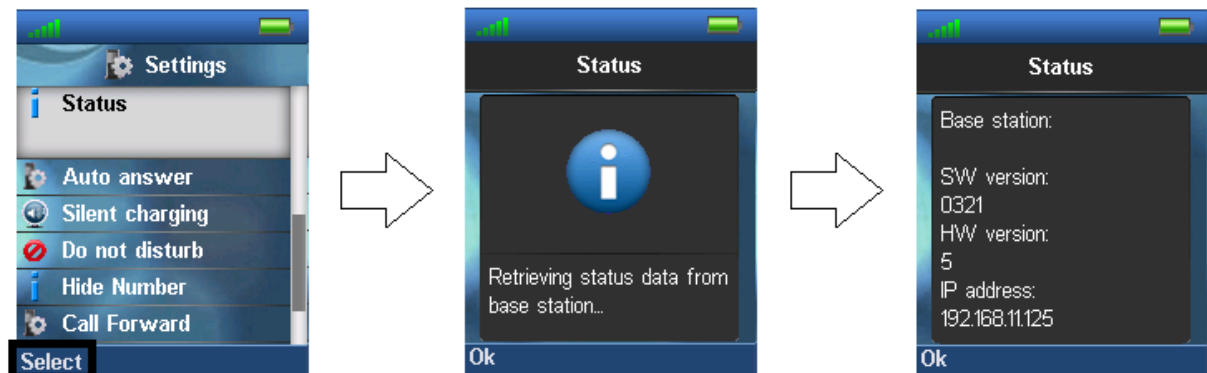 Settings
Status
Auto answer
Silent charging
Do not disturb
Hide Number
Call Forward
Select
Status
Retrieving status data from
base station...
Ok
Status
Base station:
SW version:
0321
HW version:
5
IP address:
192.168.11.125
Ok